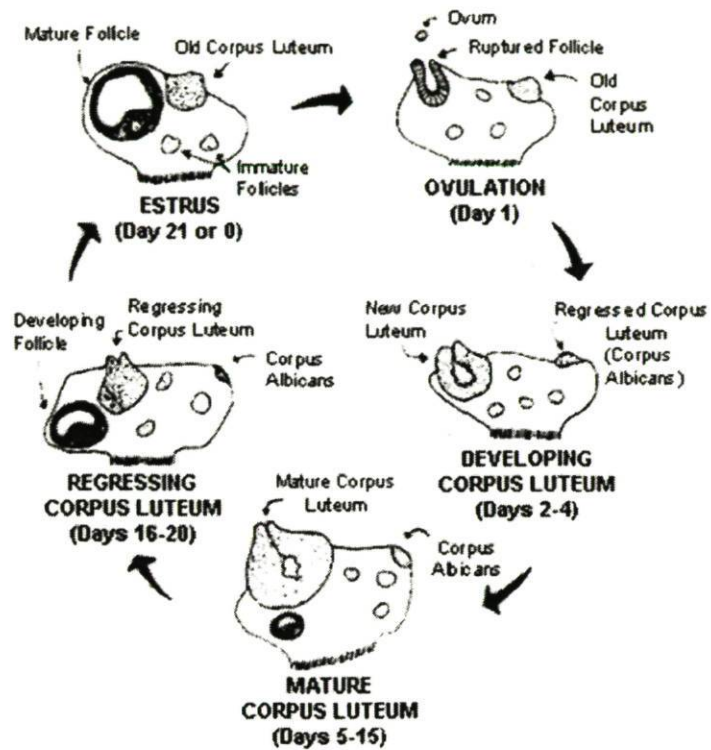 Mature Follicle
Old Corpus Luteum
Immature
Follicles
ESTRUS
(Day 21 or 0)
Ovum
Ruptured Follicle
Old
Corpus
Luteum
OVULATION
(Day 1)
New Corpus
Luteum
Regressed Corpus
Luteum
(Corpus
Albicans)
DEVELOPING
CORPUS LUTEUM
(Days 2-4)
Mature Corpus
Luteum
Corpus
Albicans
MATURE
CORPUS LUTEUM
(Days 5-15)
Developing
Follicle
Regressing
Corpus Luteum
Corpus
Albicans
REGRESSING
CORPUS LUTEUM
(Days 16-20)